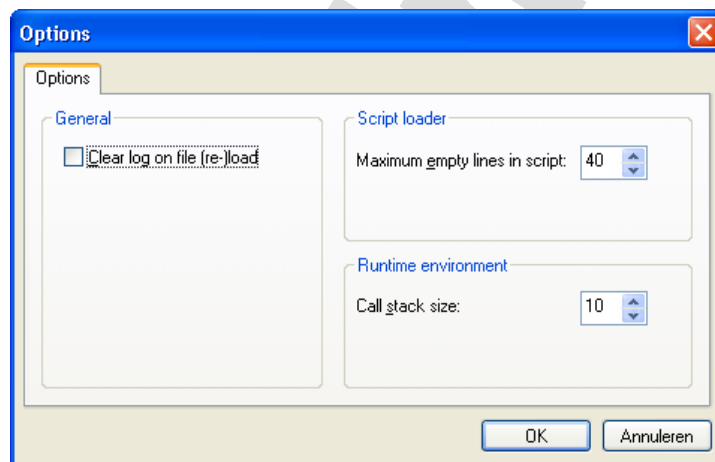 Options
Options
General
Clear log on file (re-)load
Script loader
Maximum empty lines in script: 40
Runtime environment
Call stack size: 10
OK Annuleren